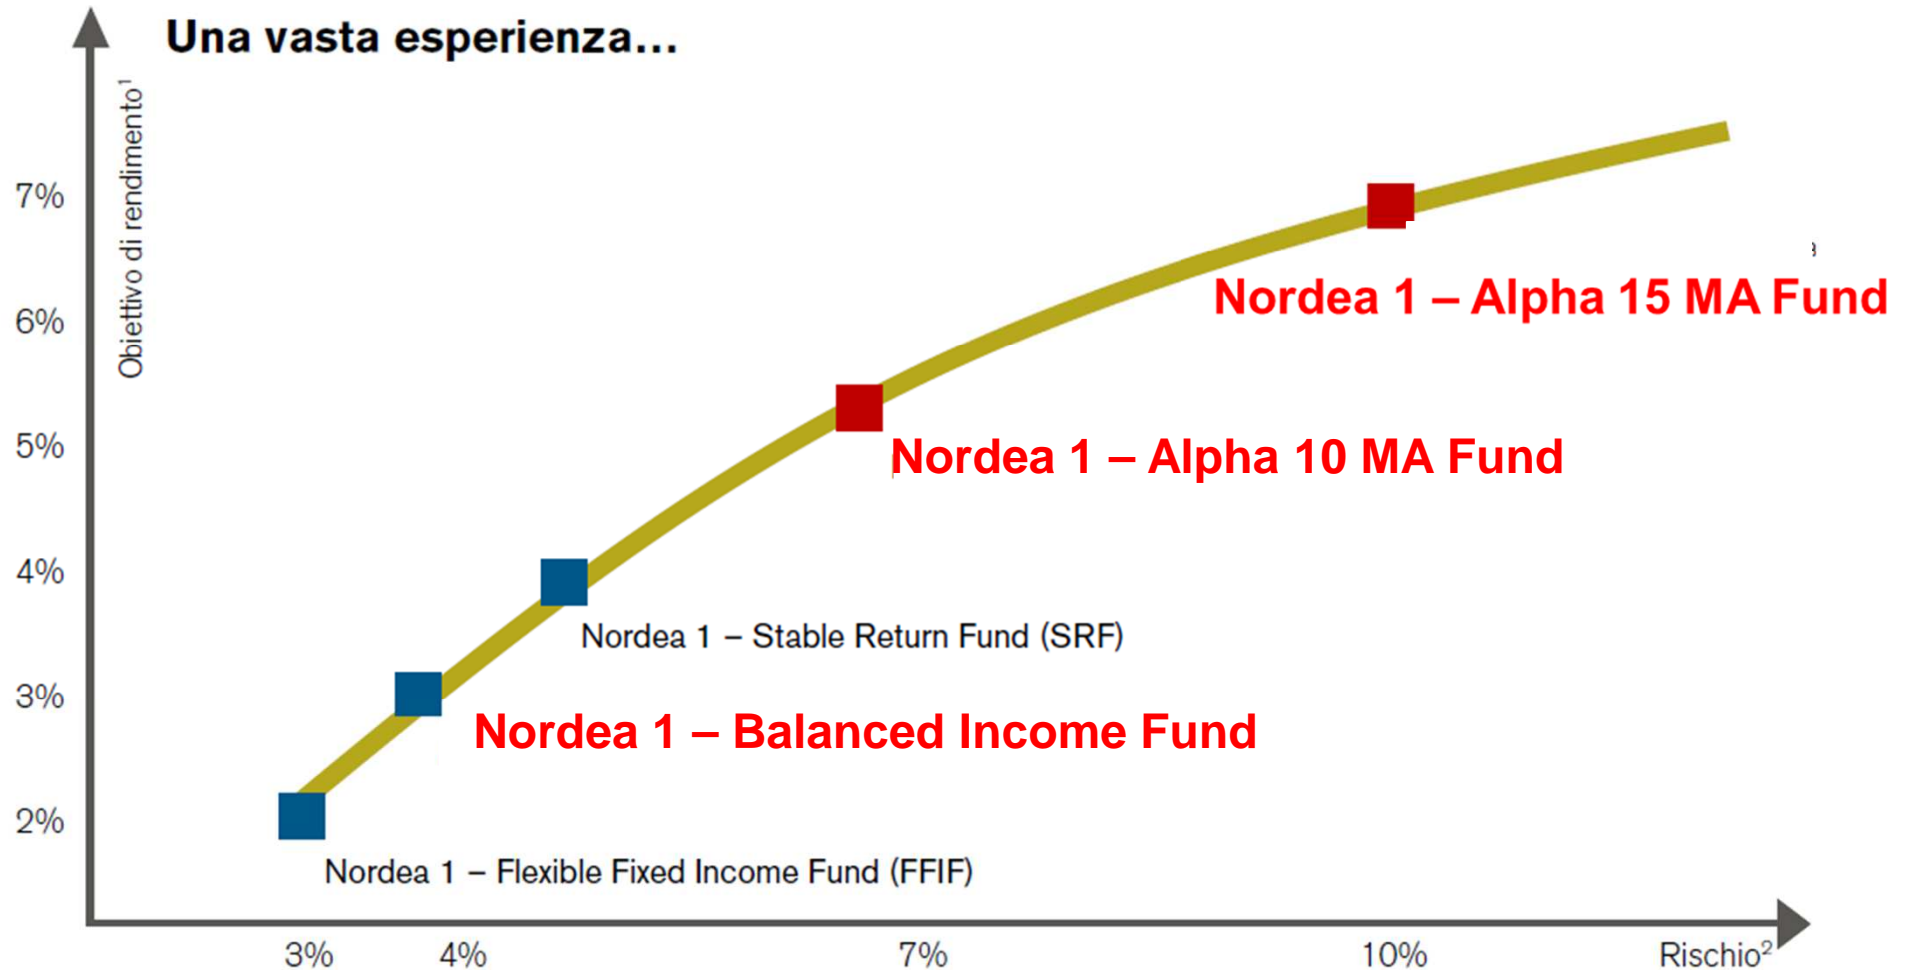 Una vasta esperienza...
Obiettivo di rendimento¹
7%
6%
5%
4%
3%
2%
Nordea 1 – Alpha 15 MA Fund
Nordea 1 – Alpha 10 MA Fund
Nordea 1 – Stable Return Fund (SRF)
Nordea 1 – Balanced Income Fund
Nordea 1 – Flexible Fixed Income Fund (FFIF)
3% 4% 7% 10% Rischio²